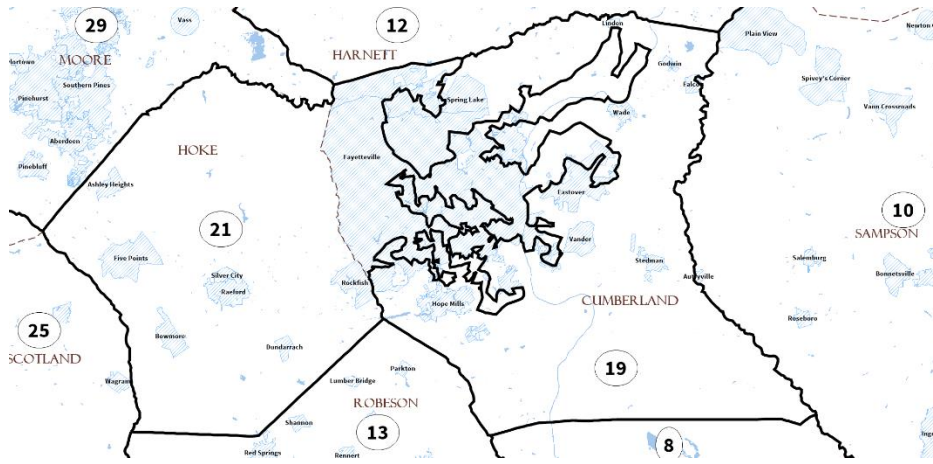 29
Vass
12
Linden
HARNETT
Plain View
MOORE
Godwin
Southern Pines
Falcon
Spivey's Corner
Pinehurst
Spring Lake
Vann Crossroads
Wade
Aberdeen
HOKE
Fayetteville
Pinebluff
Ashley Heights
Eastover
21
10
SAMPSON
Vander
Five Points
Stedman
Salemburg
Silver City
Bonnetsville
Autryville
Raeford
Rockfish
Hope Mills
CUMBERLAND
Roseboro
25
Bowmore
SCOTLAND
Dundarrach
19
Wagram
Lumber Bridge
Parkton
ROBESON
Shannon
13
8
Red Springs
Rennert